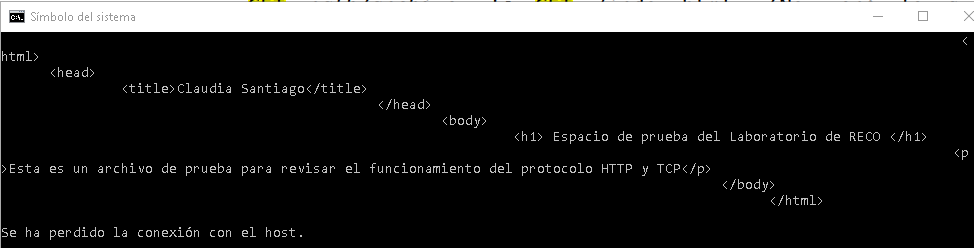 Símbolo del sistema
<
html>
<head>
<title>Claudia Santiago</title>
</head>
<body>
<h1> Espacio de prueba del Laboratorio de RECO </h1>
<p
>Esta es un archivo de prueba para revisar el funcionamiento del protocolo HTTP y TCP</p>
</body>
</html>
Se ha perdido la conexión con el host.